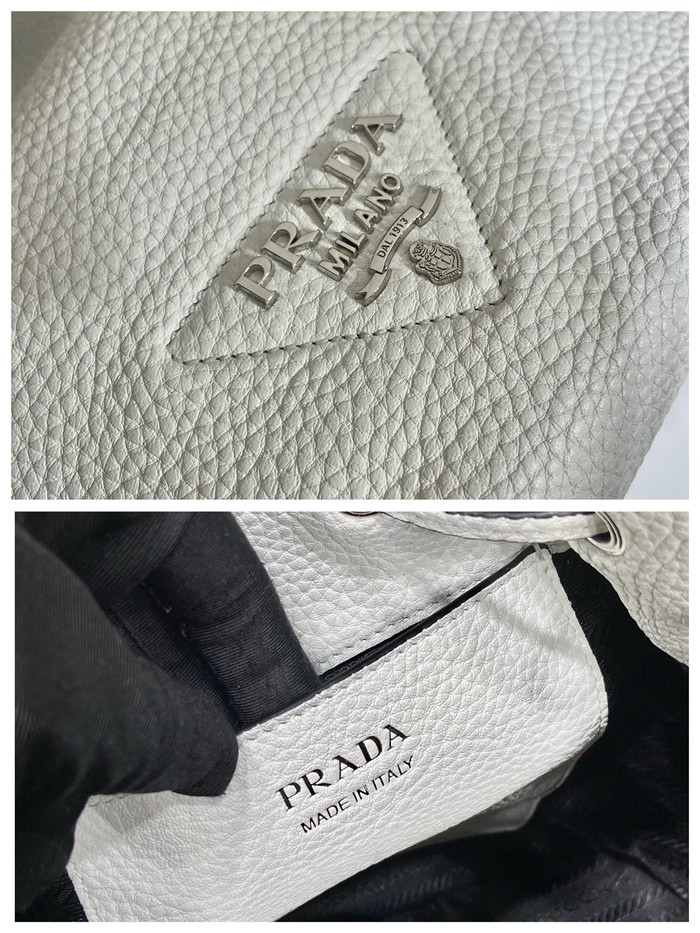 PRADA
MILANO
DAL 1913
PRADA
MADE IN ITALY